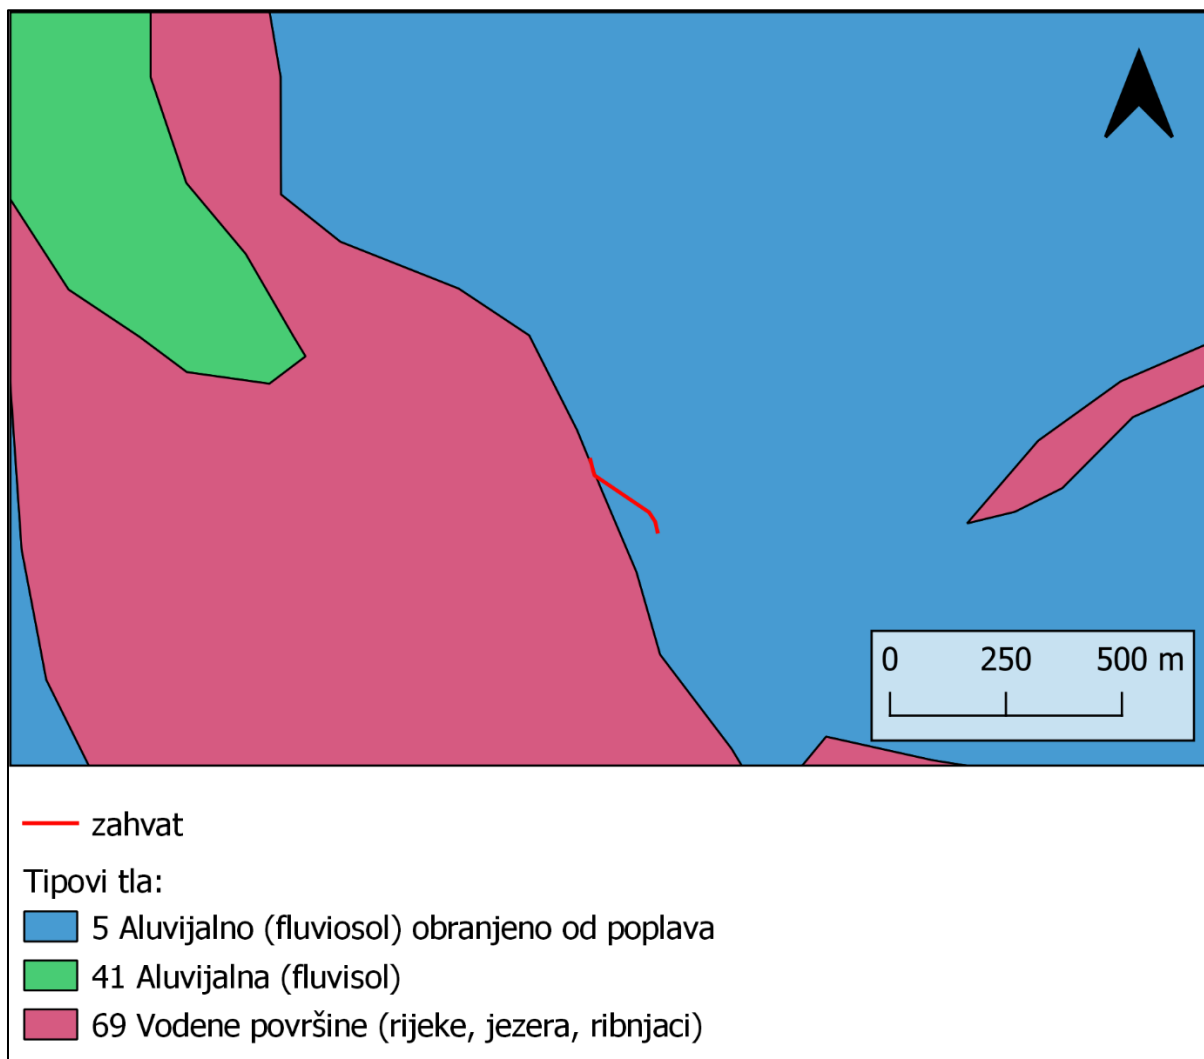 0 250 500 m
zahvat
Tipovi tla:
5 Aluvijalno (fluviosol) obranjeno od poplava
41 Aluvijalna (fluvisol)
69 Vodene površine (rijeke, jezera, ribnjaci)